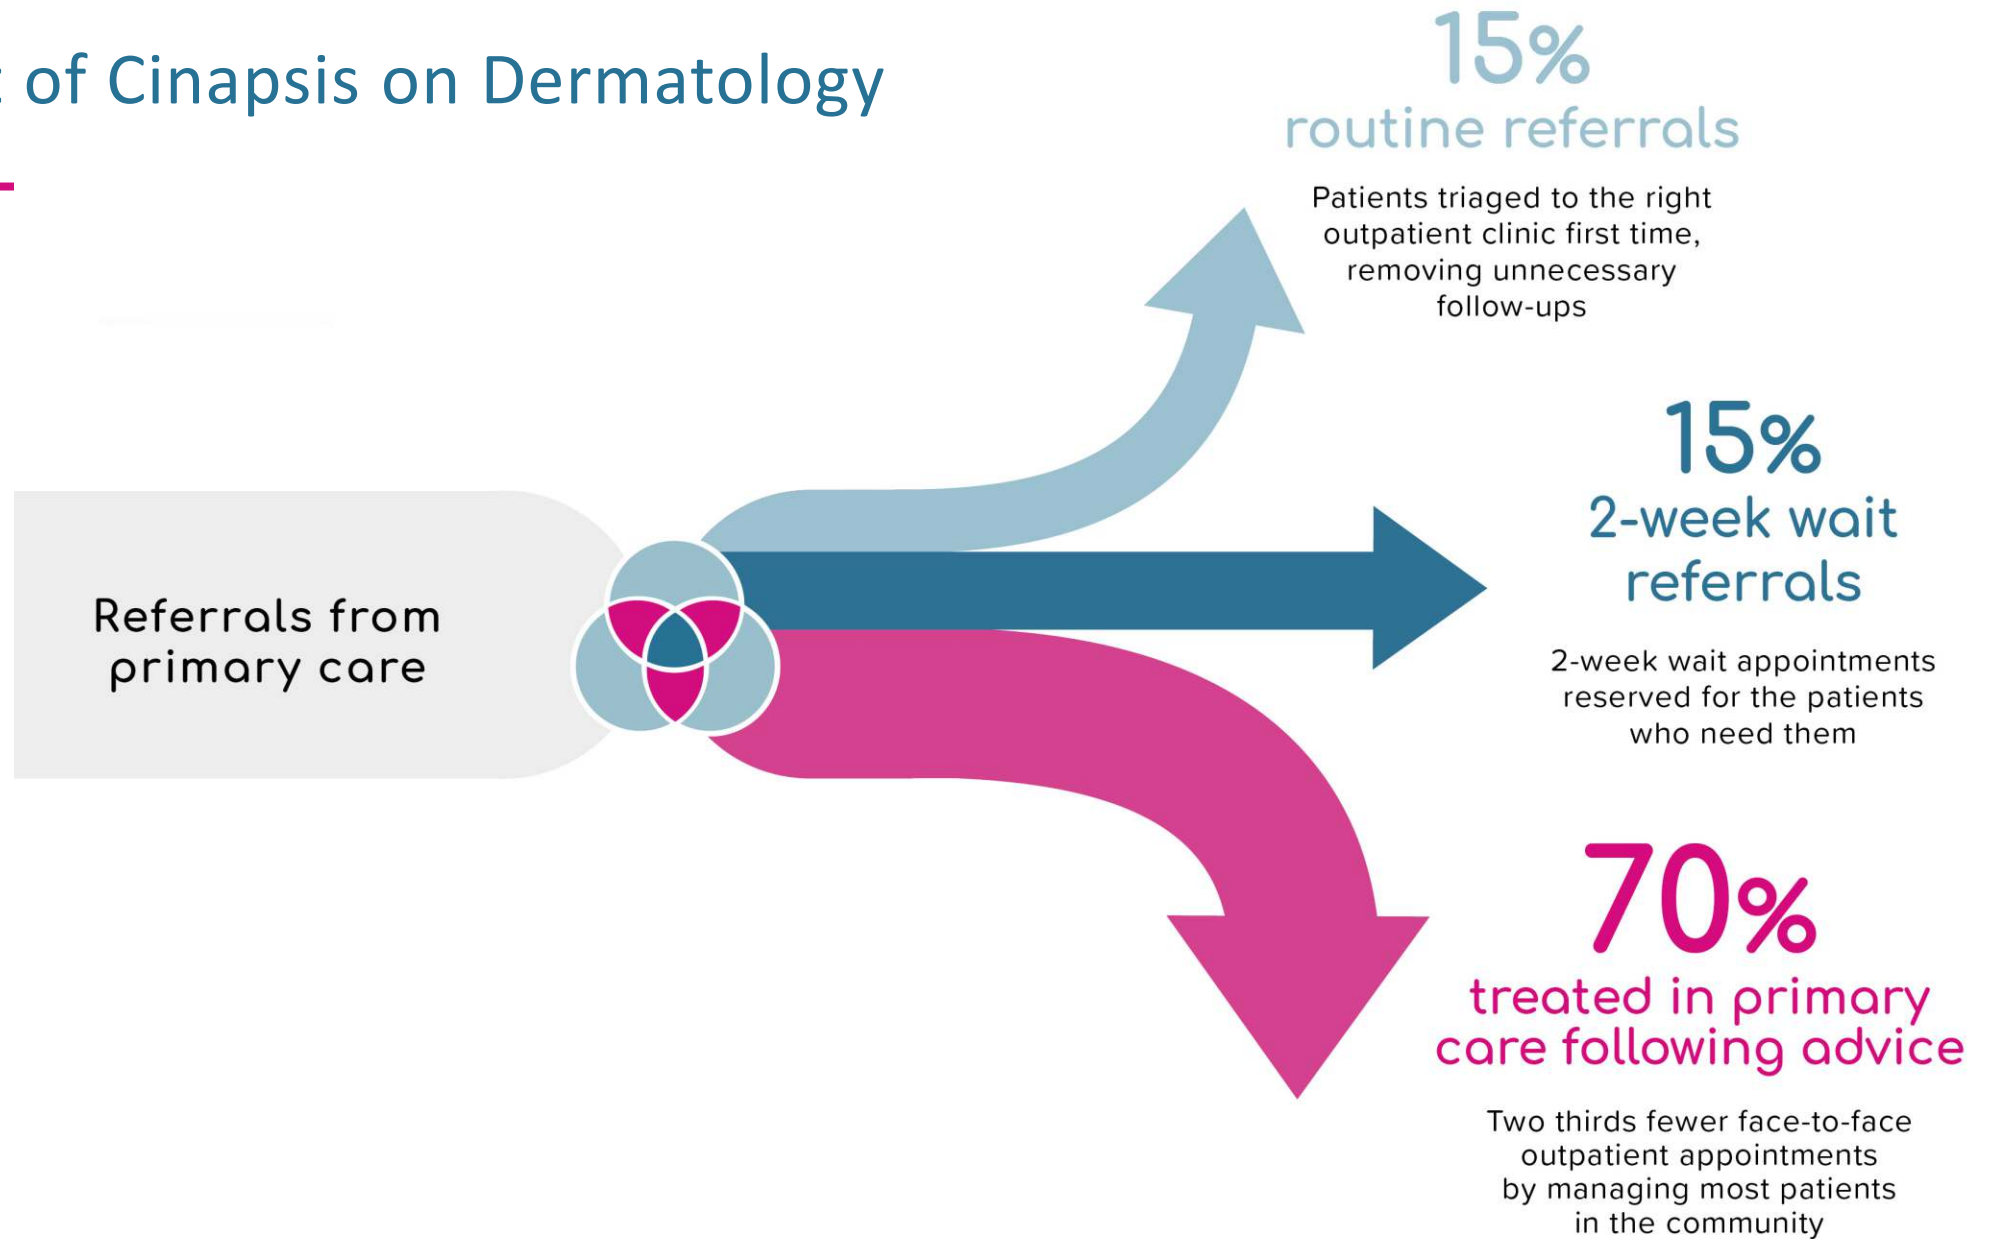 of Cinapsis on Dermatology
15%
routine referrals
Patients triaged to the right
outpatient clinic first time,
removing unnecessary
follow-ups
15%
2-week wait
referrals
2-week wait appointments
reserved for the patients
who need them
Referrals from
primary care
70%
treated in primary
care following advice
Two thirds fewer face-to-face
outpatient appointments
by managing most patients
in the community